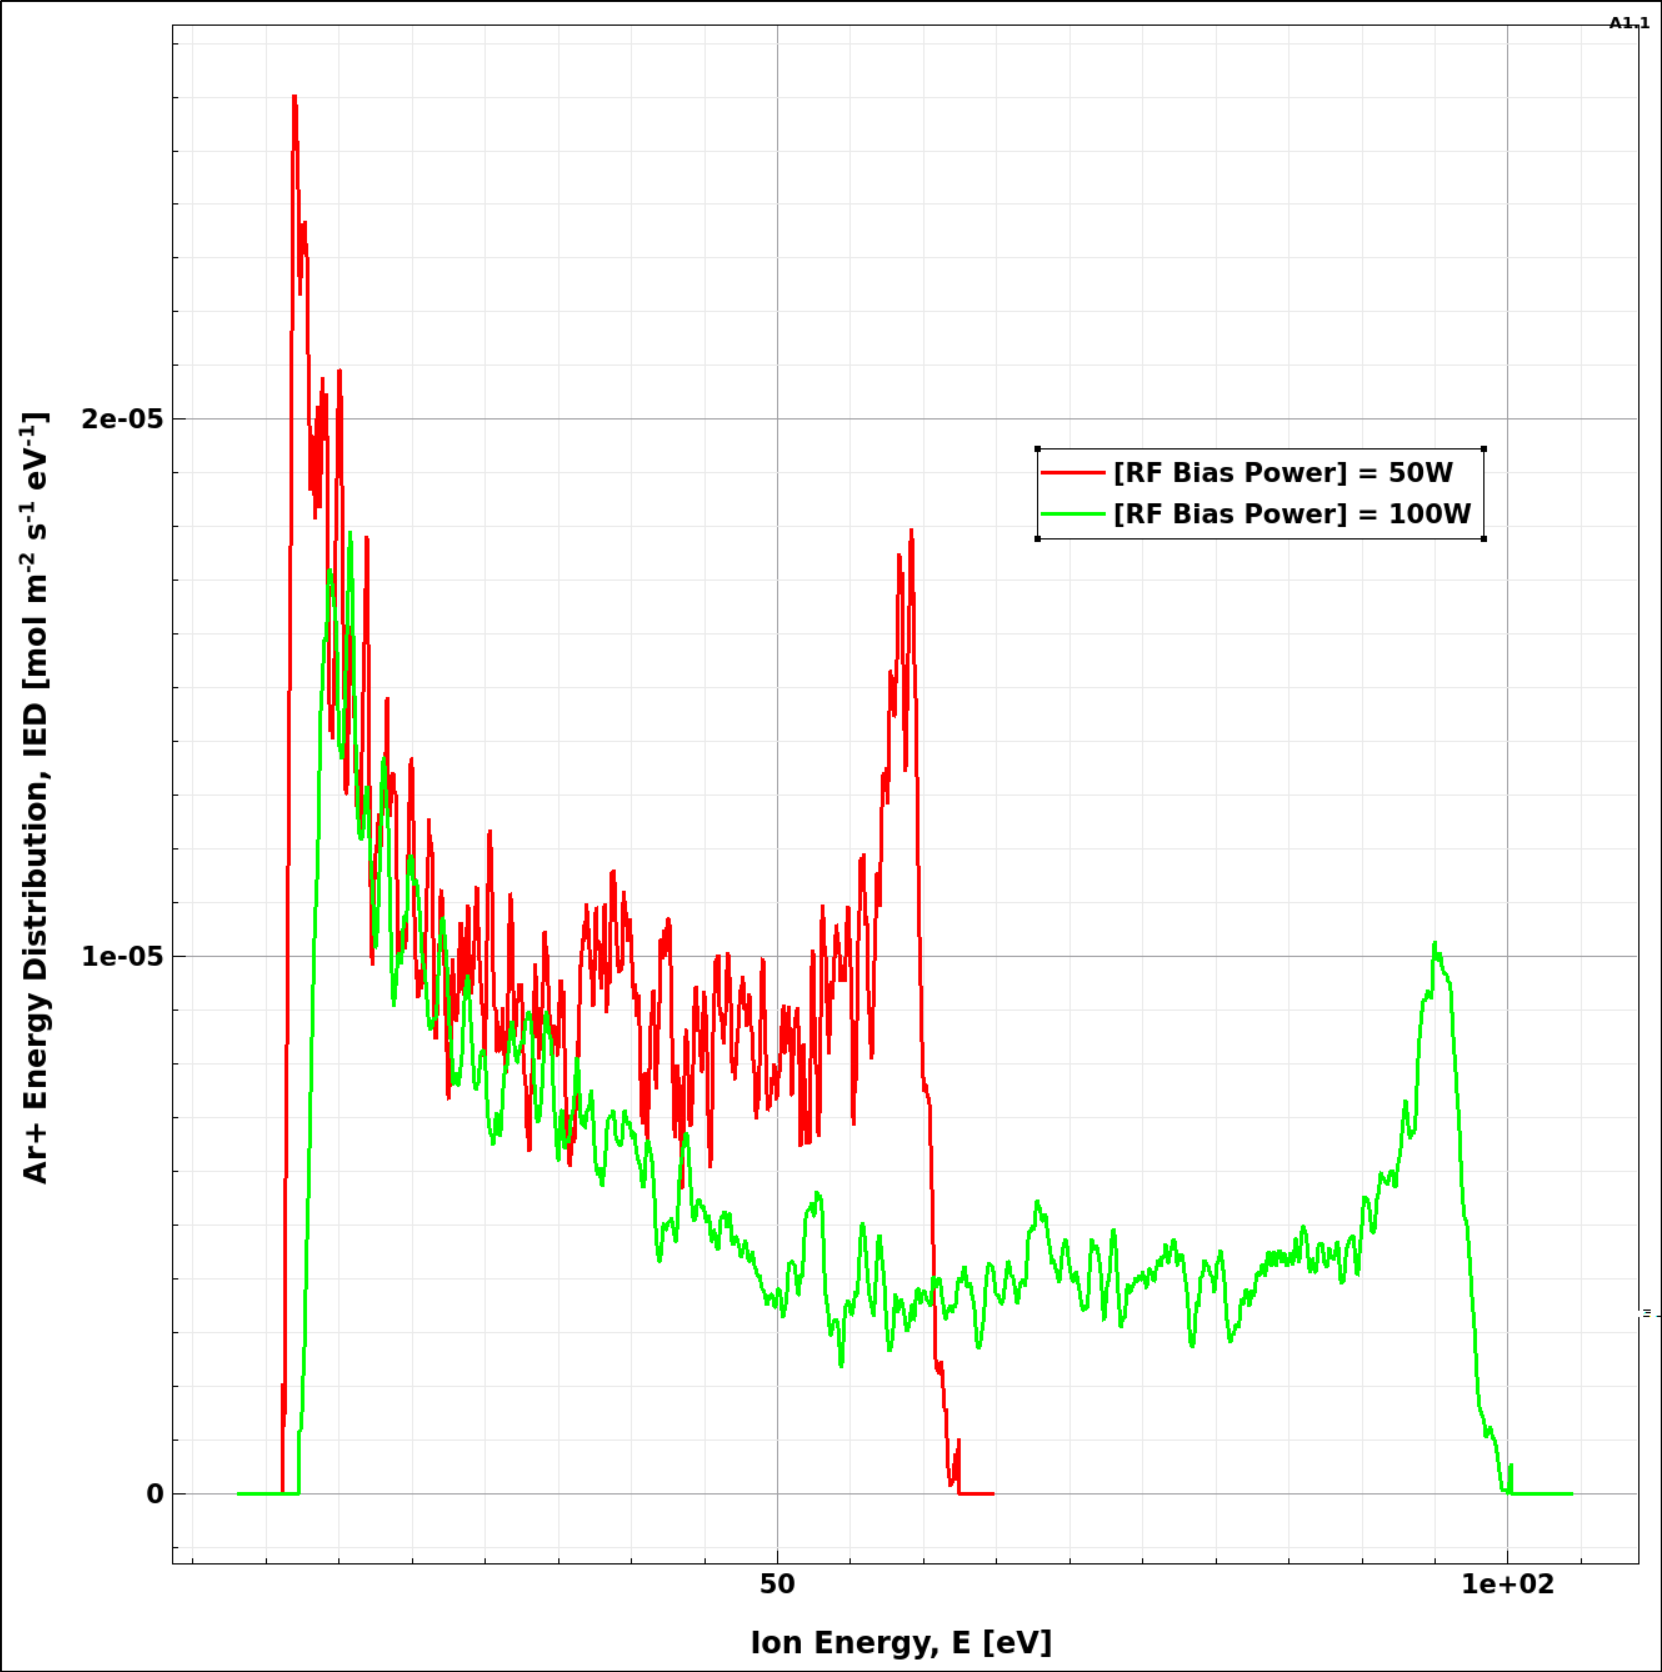 A1.1
Ar+ Energy Distribution, IED [mol m⁻² s⁻¹ eV⁻¹]
2e-05
1e-05
0
[RF Bias Power] = 50W
[RF Bias Power] = 100W
50
1e+02
Ion Energy, E [eV]